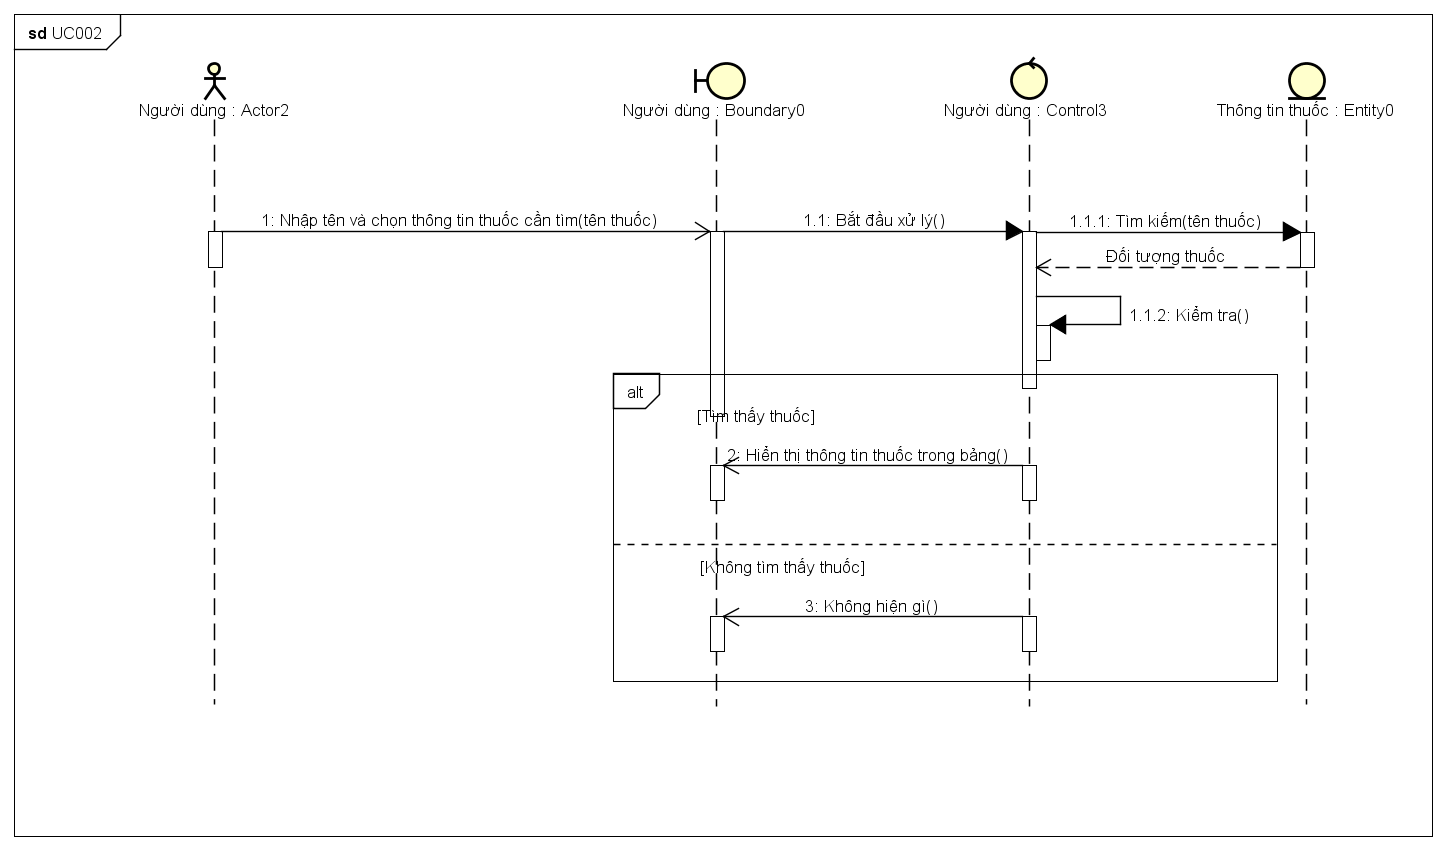 sd UC002
Người dùng : Actor2
Người dùng : Boundary0
Người dùng : Control3
Thông tin thuốc : Entity0
1: Nhập tên và chọn thông tin thuốc cần tìm(tên thuốc)
1.1: Bắt đầu xử lý()
1.1.1: Tìm kiếm(tên thuốc)
Đối tượng thuốc
1.1.2: Kiểm tra()
alt
[Tìm thấy thuốc]
2: Hiển thị thông tin thuốc trong bảng()
[Không tìm thấy thuốc]
3: Không hiện gì()